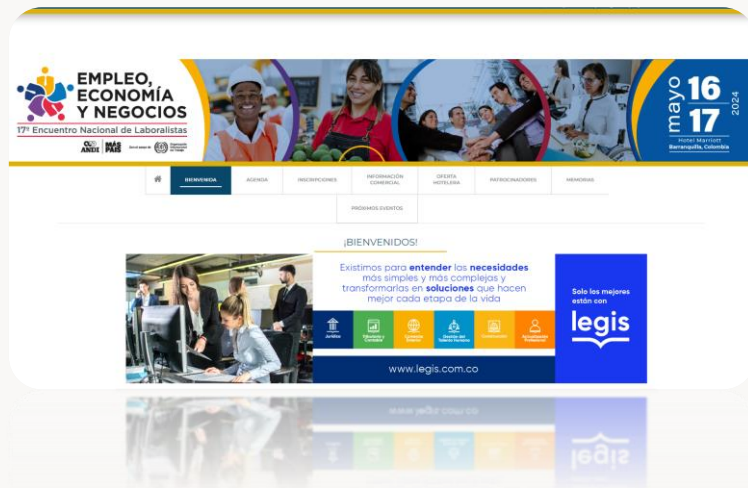 EMPLEO,
ECONOMÍA
Y NEGOCIOS
17º Encuentro Nacional de Laboralistas
ANDI MÁS PAÍS
mayo 16 17 2024
Hotel Marriott
Barranquilla, Colombia
BIENVENIDA AGENDA INSCRIPCIONES INFORMACIÓN COMERCIAL OFERTA HOTELERA PATROCINADORES MEMORIAS
PRÓXIMOS EVENTOS
¡BIENVENIDOS!
Existimos para entender las necesidades
más simples y más complejas y
transformarlas en soluciones que hacen
mejor cada etapa de la vida
Jurídica
www.legis.com.co
Solo los mejores
están con
legis